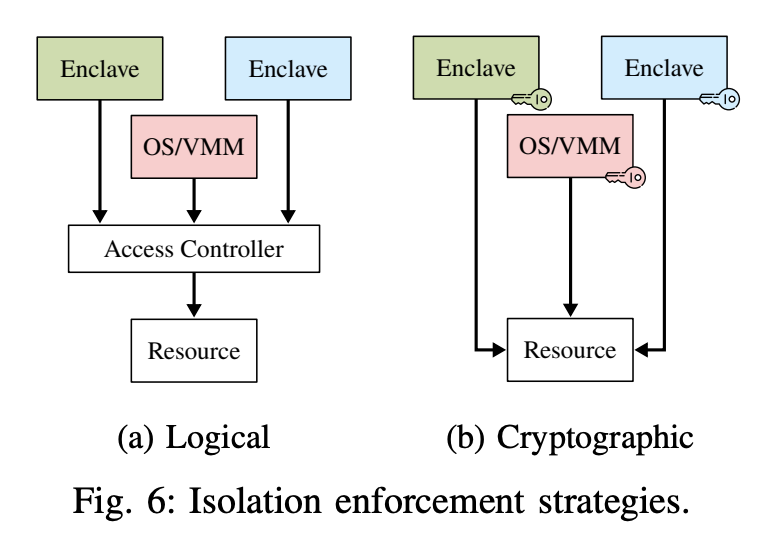 Enclave
Enclave
OS/VMM
Access Controller
Resource
(a) Logical
Enclave
Enclave
OS/VMM
Resource
(b) Cryptographic
Fig. 6: Isolation enforcement strategies.